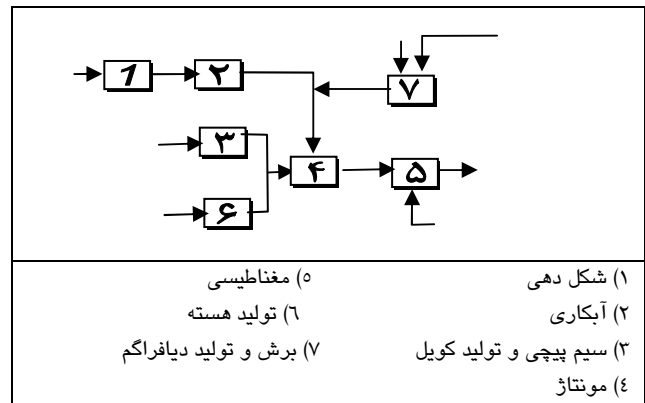 ۱ ۲ ۷
۳ ۴ ۵
۶
۱) شکل دهی ۵) مغناطیسی
۲) آبکاری ۶) تولید هسته
۳) سیم پیچی و تولید کویل ۷) برش و تولید دیافراگم
۴) مونتاژ